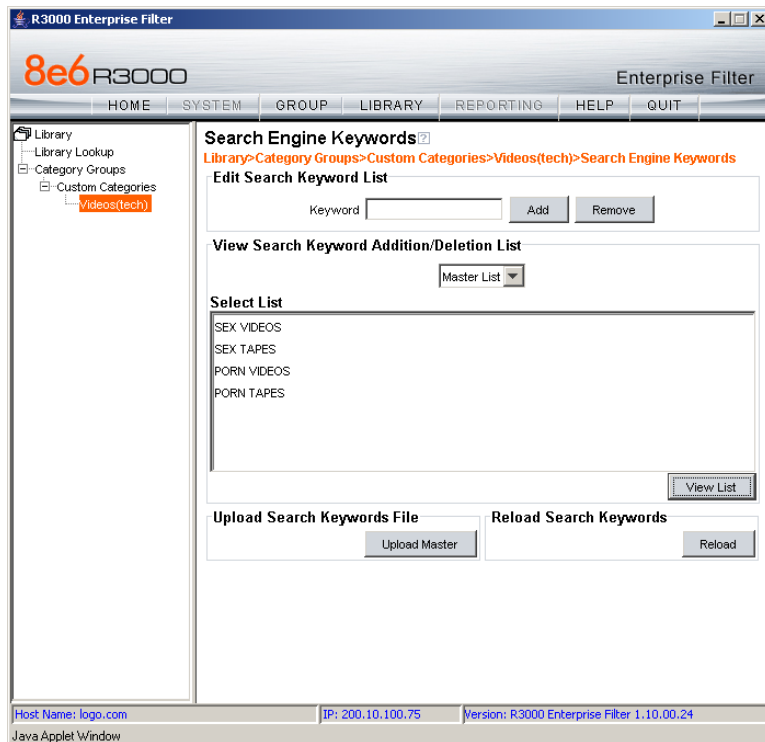 R3000 Enterprise Filter
8e6 R3000
Enterprise Filter
HOME SYSTEM GROUP LIBRARY REPORTING HELP QUIT
Library
Library Lookup
Category Groups
Custom Categories
Videos(tech)
Search Engine Keywords?
Library>Category Groups>Custom Categories>Videos(tech)>Search Engine Keywords
Edit Search Keyword List
Keyword Add Remove
View Search Keyword Addition/Deletion List
Master List
Select List
SEX VIDEOS
SEX TAPES
PORN VIDEOS
PORN TAPES
View List
Upload Search Keywords File
Upload Master
Reload Search Keywords
Reload
Host Name: logo.com IP: 200.10.100.75 Version: R3000 Enterprise Filter 1.10.00.24
Java Applet Window